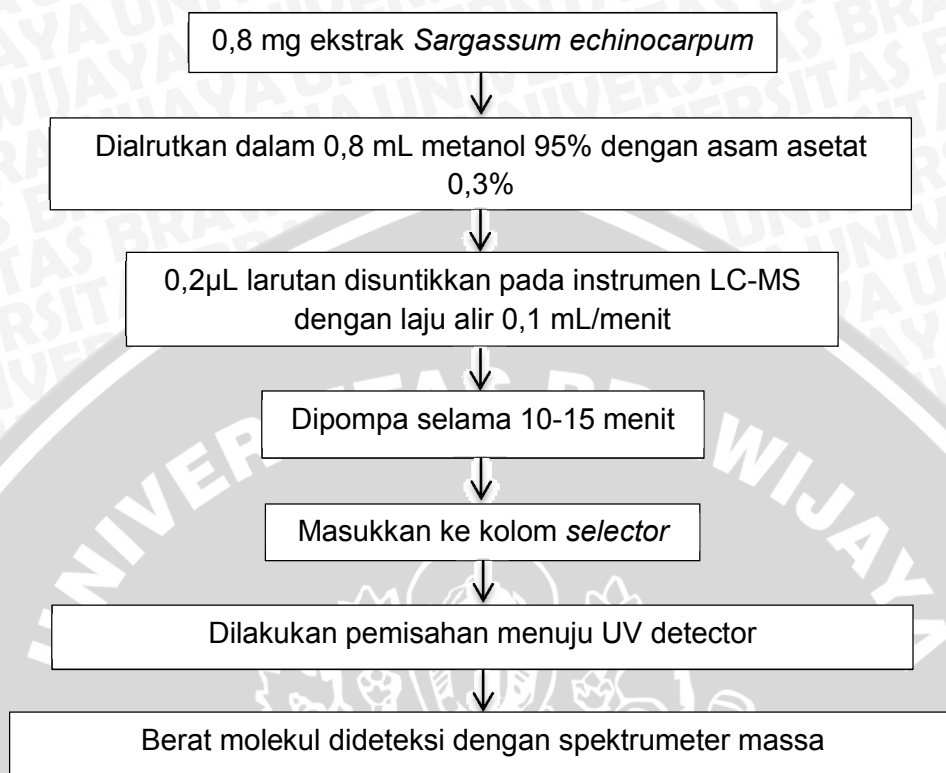 0,8 mg ekstrak Sargassum echinocarpum
Dialrutkan dalam 0,8 mL metanol 95% dengan asam asetat
0,3%
0,2µL larutan disuntikkan pada instrumen LC-MS
dengan laju alir 0,1 mL/menit
Dipompa selama 10-15 menit
Masukkan ke kolom selector
Dilakukan pemisahan menuju UV detector
Berat molekul dideteksi dengan spektrumeter massa